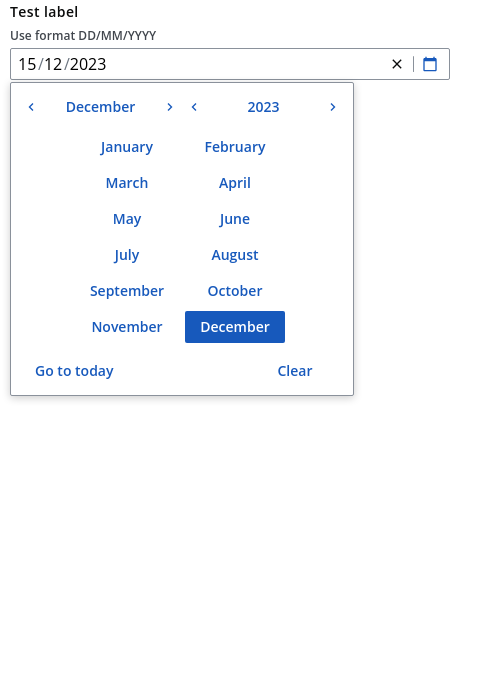 Test label
Use format DD/MM/YYYY
15/12/2023
December 2023
January February
March April
May June
July August
September October
November December
Go to today Clear